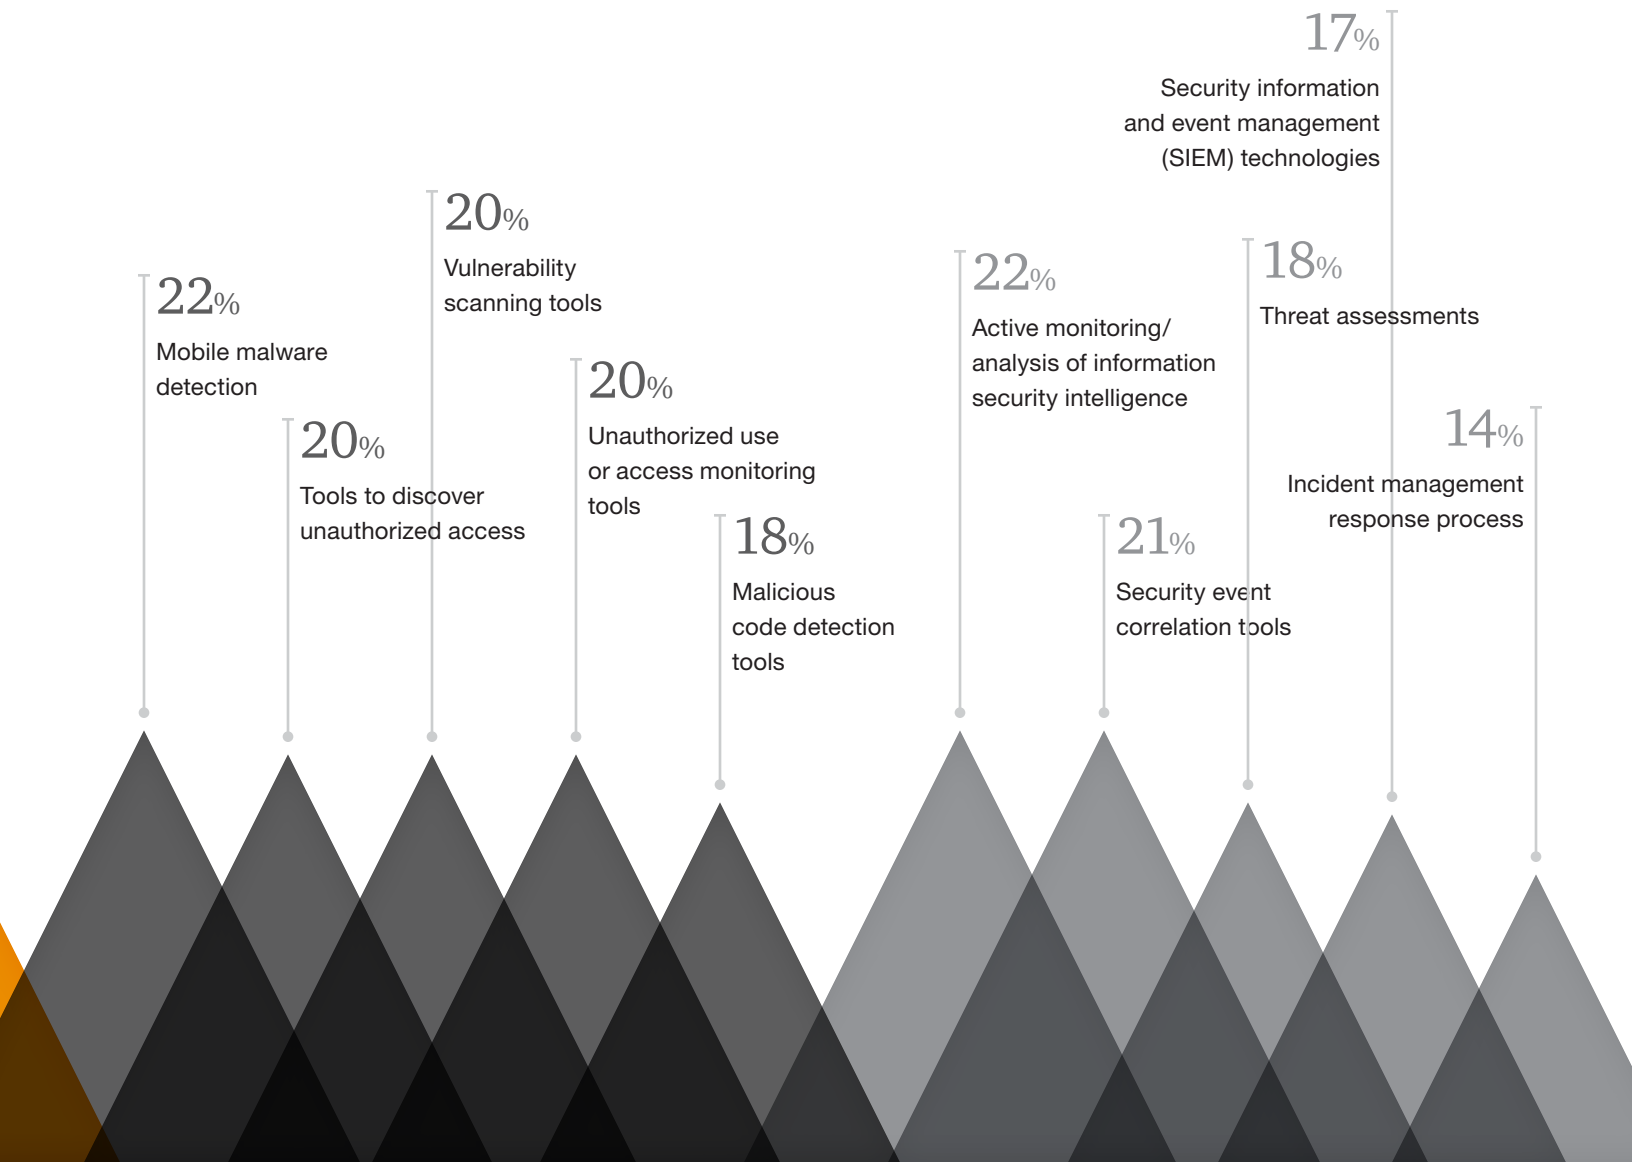 22%
Mobile malware
detection
20%
Tools to discover
unauthorized access
20%
Vulnerability
scanning tools
20%
Unauthorized use
or access monitoring
tools
18%
Malicious
code detection
tools
22%
Active monitoring/
analysis of information
security intelligence
21%
Security event
correlation tools
18%
Threat assessments
17%
Security information
and event management
(SIEM) technologies
14%
Incident management
response process